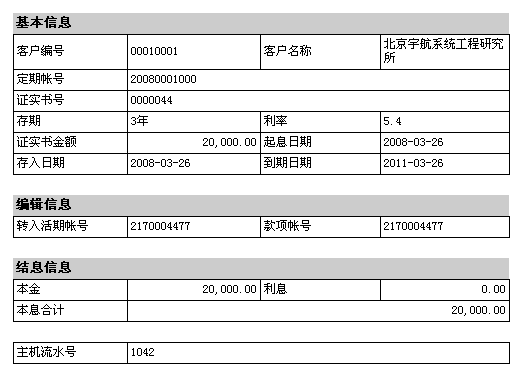 基本信息
客户编号 00010001 客户名称 北京宇航系统工程研究所
定期帐号 20080001000
证实书号 0000044
存期 3年 利率 5.4
证实书金额 20,000.00 起息日期 2008-03-26
存入日期 2008-03-26 到期日期 2011-03-26
编辑信息
转入活期帐号 2170004477 款项帐号 2170004477
结息信息
本金 20,000.00 利息 0.00
本息合计 20,000.00
主机流水号 1042